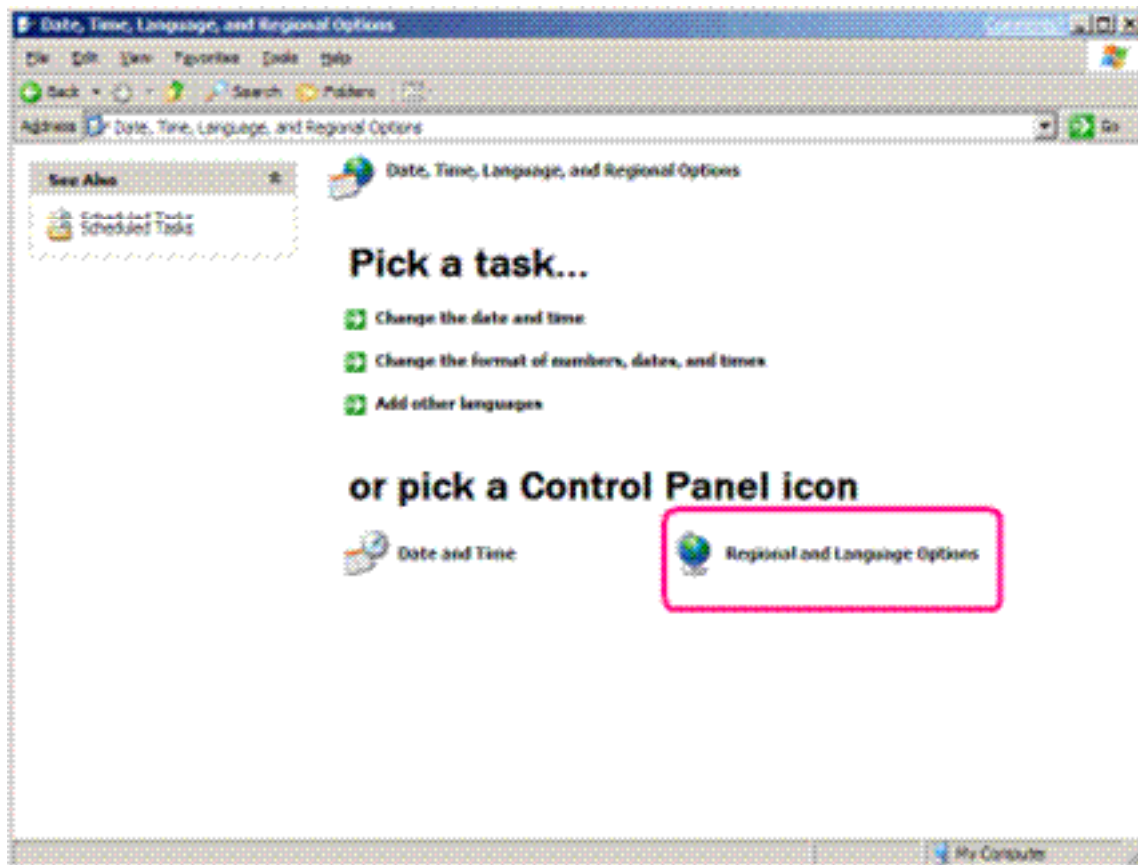 Date, Time, Language, and Regional Options
File Edit View Favorites Tools Help
Back Search Folders
Address Date, Time, Language, and Regional Options Go
See Also
Scheduled Tasks
Scheduled Tasks
Date, Time, Language, and Regional Options
Pick a task...
Change the date and time
Change the format of numbers, dates, and times
Add other languages
or pick a Control Panel icon
Date and Time
Regional and Language Options
My Computer